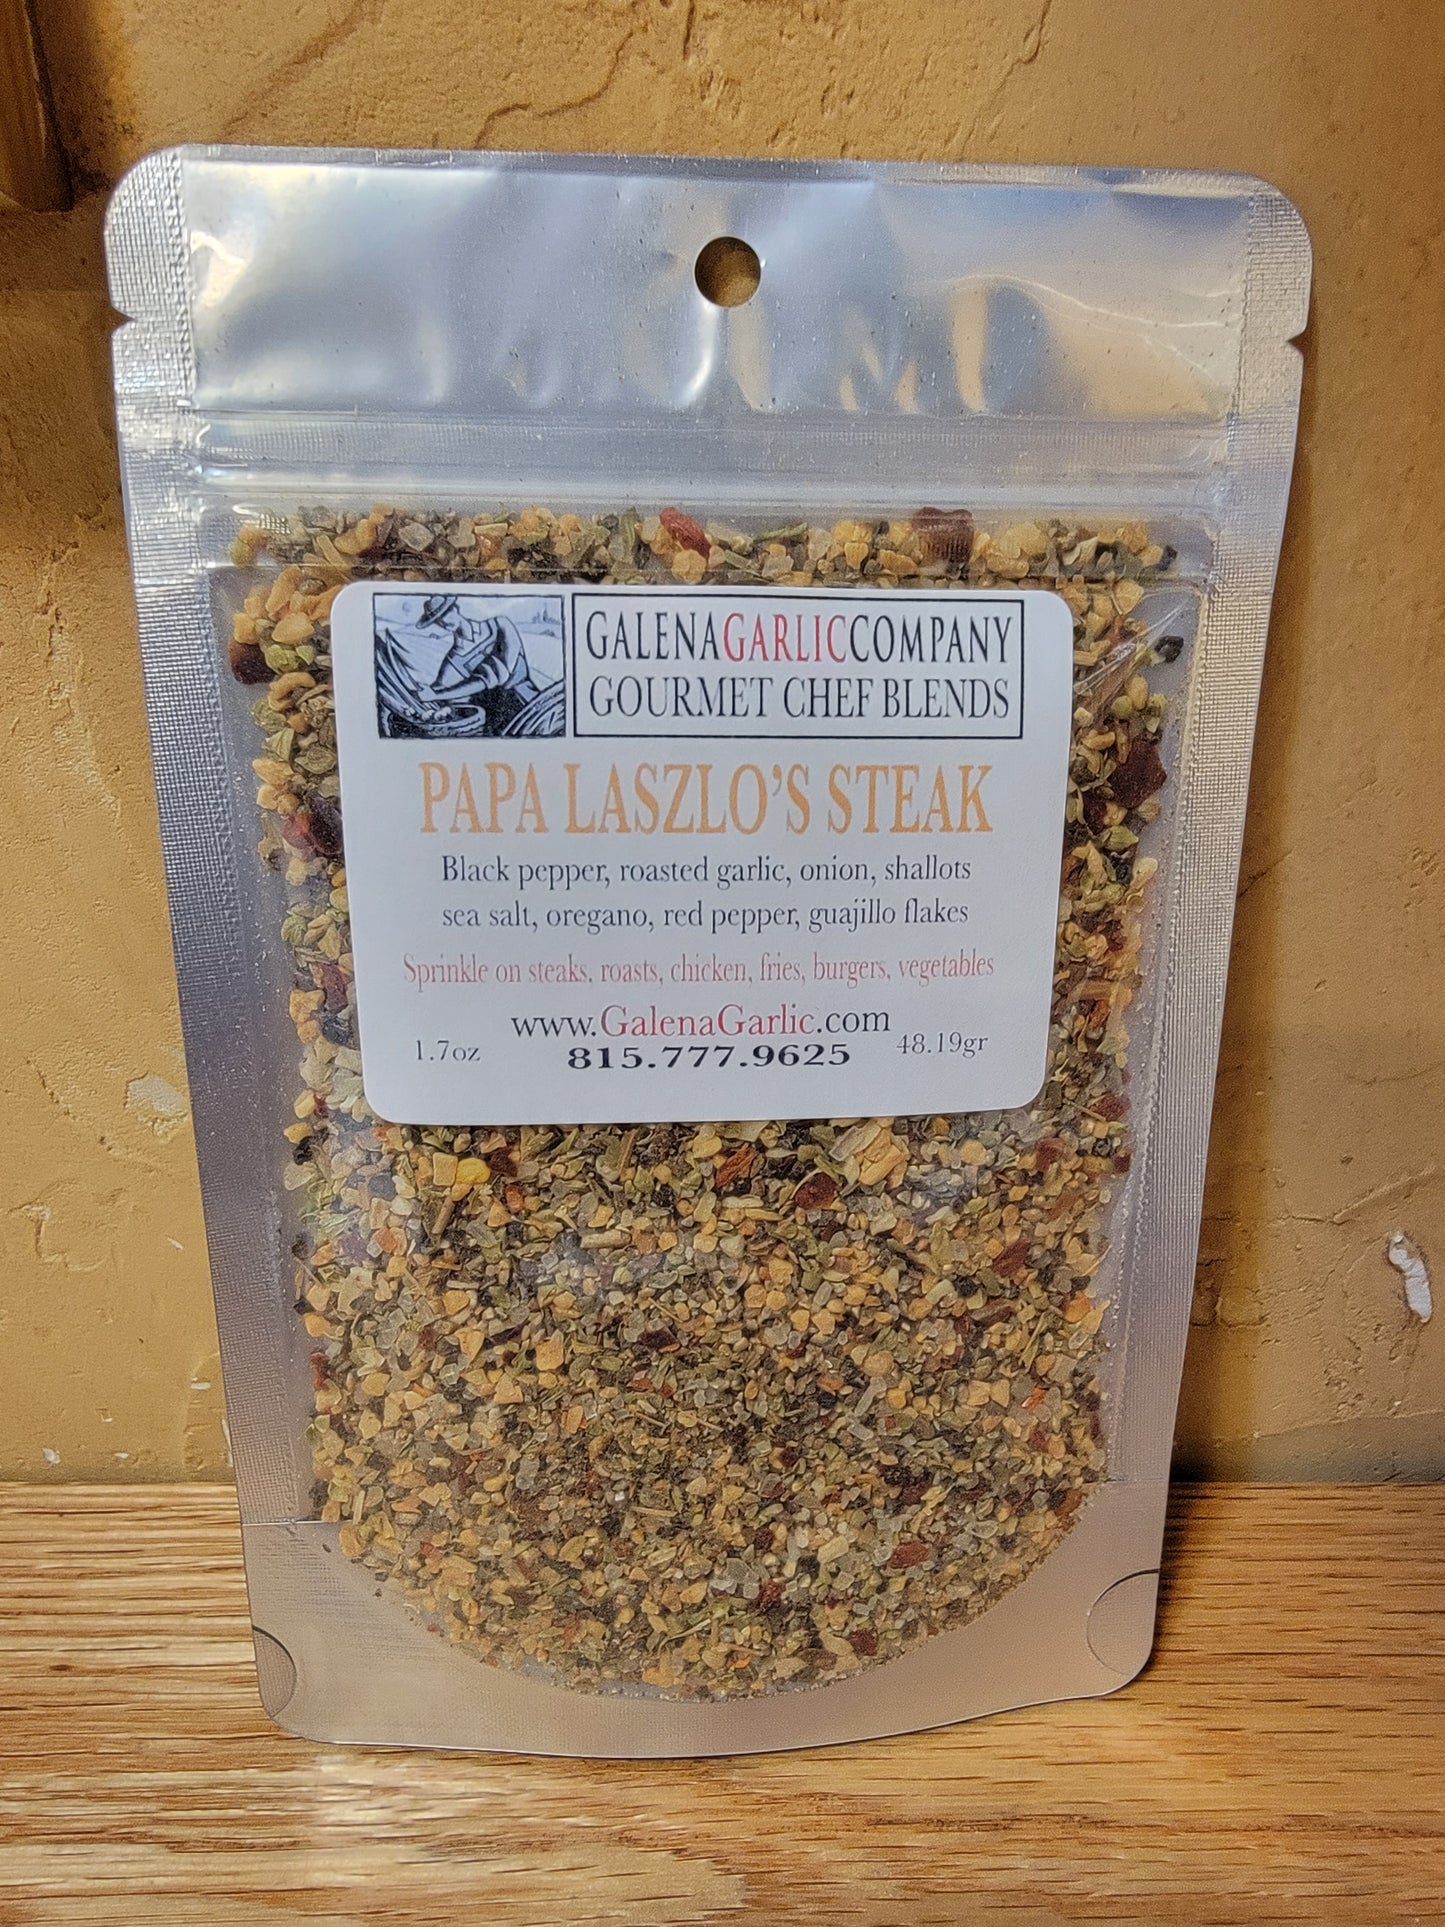 GALENAGARLICCOMPANY
GOURMET CHEF BLENDS
PAPA LASZLO'S STEAK
Black pepper, roasted garlic, onion, shallots
sea salt, oregano, red pepper, guajillo flakes
Sprinkle on steaks, roasts, chicken, fries, burgers, vegetables
www.GalenaGarlic.com
1.7oz 815.777.9625 48.19gr